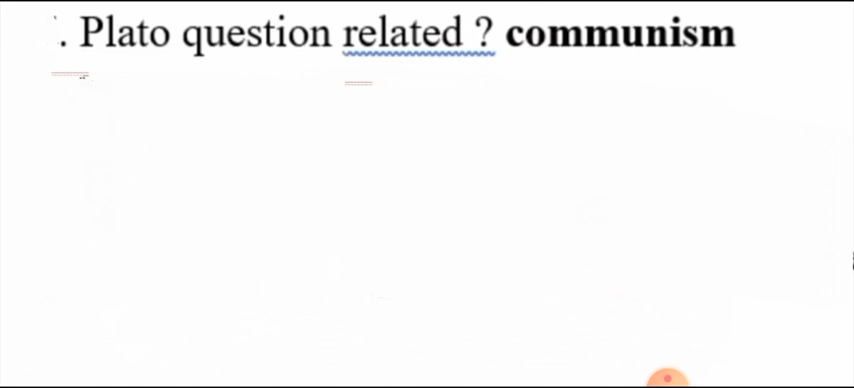 . Plato question related ? communism